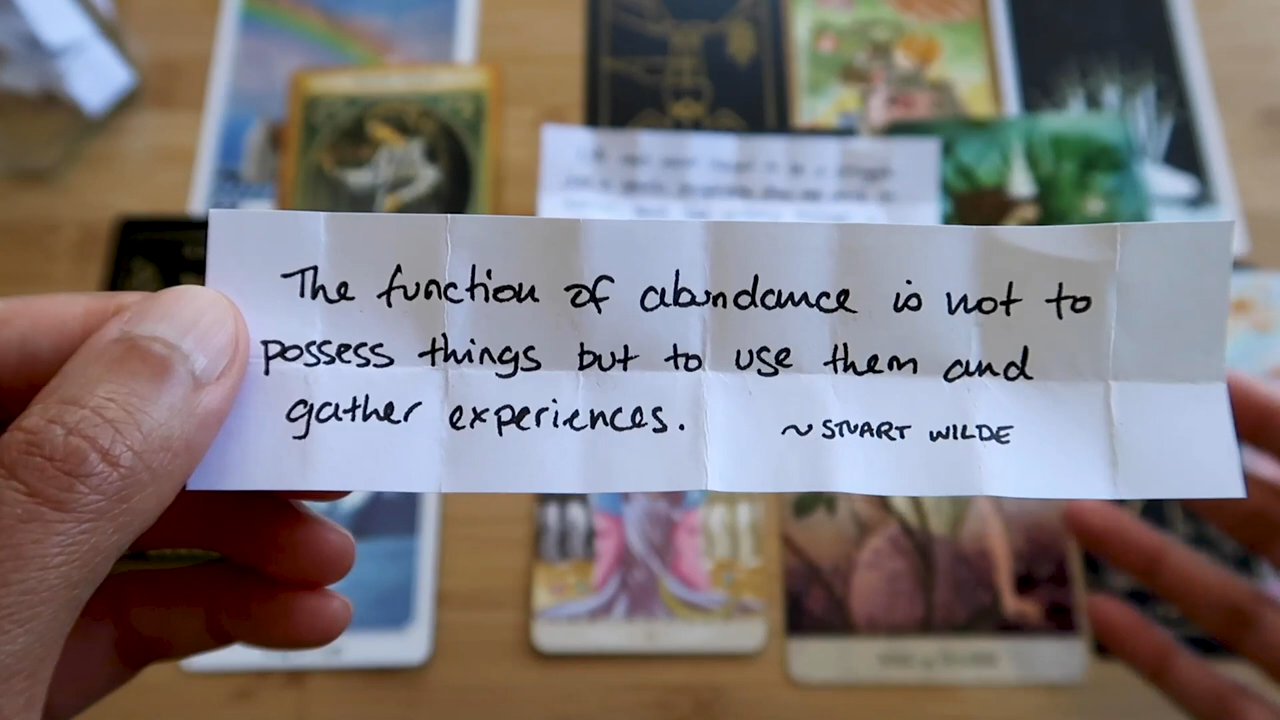 The function of abundance is not to
possess things but to use them and
gather experiences.
~ STUART WILDE